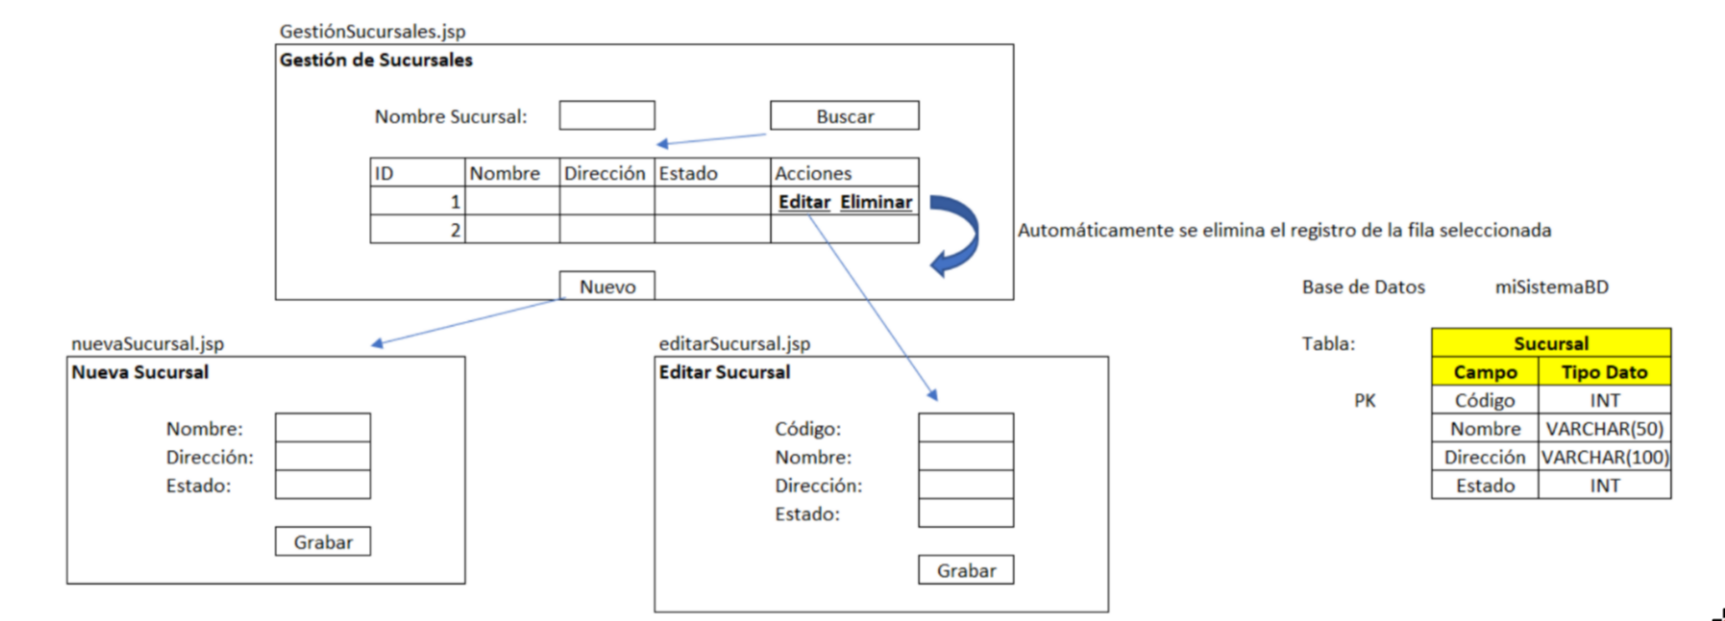 GestiónSucursales.jsp
Gestión de Sucursales
Nombre Sucursal: Buscar
ID Nombre Dirección Estado Acciones
1 Editar Eliminar
2
Automáticamente se elimina el registro de la fila seleccionada
Nuevo
Base de Datos miSistemaBD
nuevaSucursal.jsp
Nueva Sucursal
Nombre:
Dirección:
Estado:
Grabar
editarSucursal.jsp
Editar Sucursal
Código:
Nombre:
Dirección:
Estado:
Grabar
Tabla: Sucursal
Campo Tipo Dato
PK Código INT
Nombre VARCHAR(50)
Dirección VARCHAR(100)
Estado INT